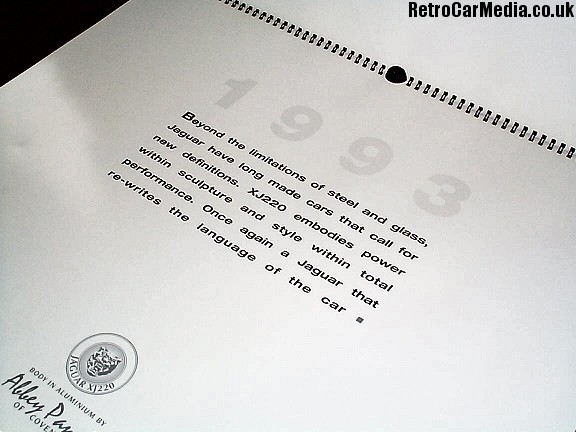 RetroCarMedia.co.uk
1993
Beyond the limitations of steel and glass,
Jaguar have long made cars that call for
new definitions. XJ220 embodies power
within sculpture and style within total
performance. Once again a Jaguar that
re-writes the language of the car
JAGUAR XJ220
BODY IN ALUMINIUM BY
Abbey
OF